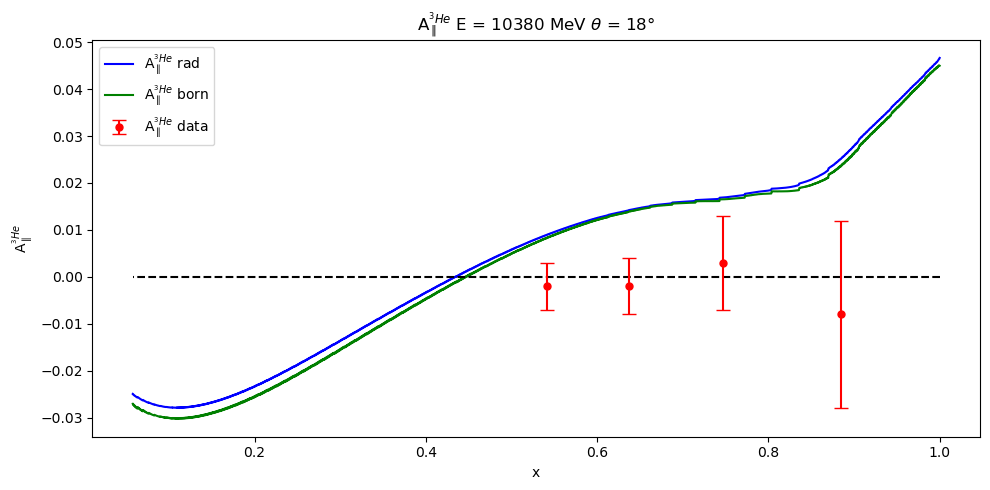 A∥³ᴴᵉ E = 10380 MeV θ = 18°
A∥³ᴴᵉ rad
A∥³ᴴᵉ born
A∥³ᴴᵉ data
A∥³ᴴᵉ
0.05
0.04
0.03
0.02
0.01
0.00
−0.01
−0.02
−0.03
0.2 0.4 0.6 0.8 1.0
x